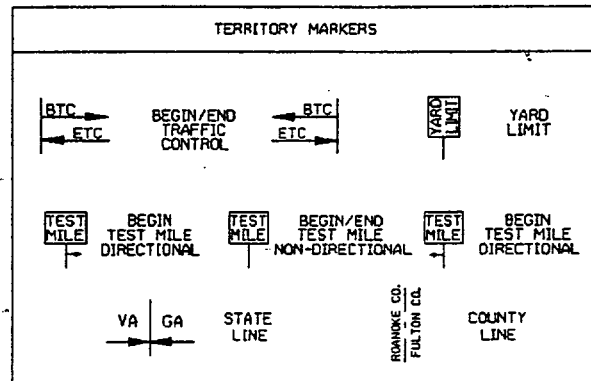 TERRITORY MARKERS
BTC
ETC
BEGIN/END
TRAFFIC
CONTROL
BTC
ETC
YARD
LIMIT
YARD
LIMIT
TEST
MILE
BEGIN
TEST MILE
DIRECTIONAL
TEST
MILE
BEGIN/END
TEST MILE
NON-DIRECTIONAL
TEST
MILE
BEGIN
TEST MILE
DIRECTIONAL
VA
GA
STATE
LINE
ROANOKE CO.
FULTON CO.
COUNTY
LINE